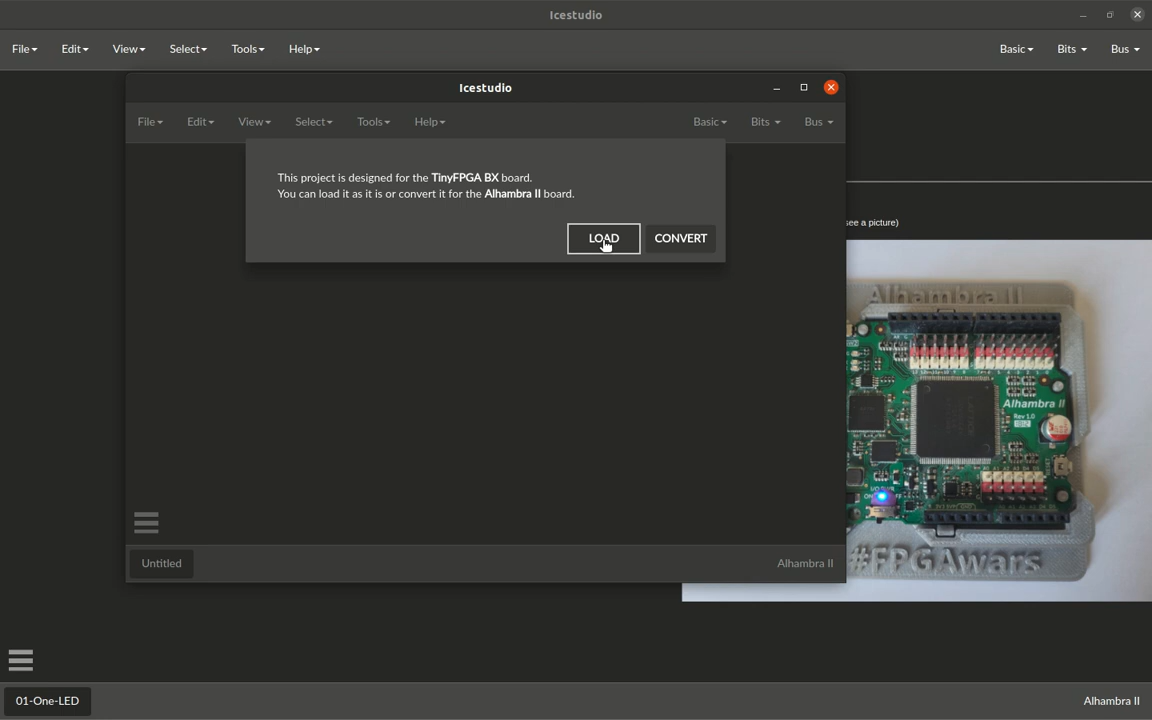 Icestudio
File Edit View Select Tools Help Basic Bits Bus
Icestudio
File Edit View Select Tools Help Basic Bits Bus
This project is designed for the TinyFPGA BX board.
You can load it as it is or convert it for the Alhambra II board.
LOAD CONVERT
see a picture)
Alhambra II
Alhambra II
Rev 1.0
#FPGAwars
Untitled Alhambra II
01-One-LED Alhambra II